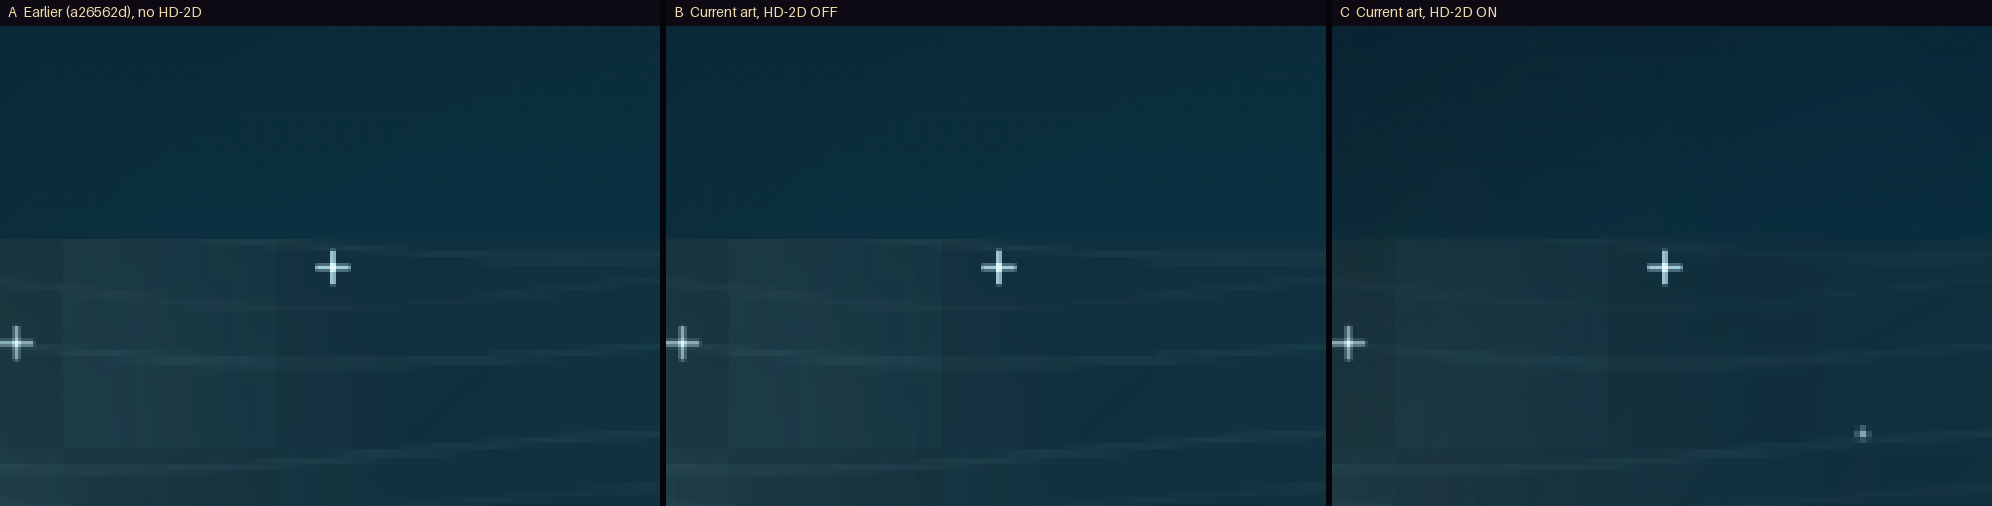 A Earlier (a26562d), no HD-2D
B Current art, HD-2D OFF
C Current art, HD-2D ON